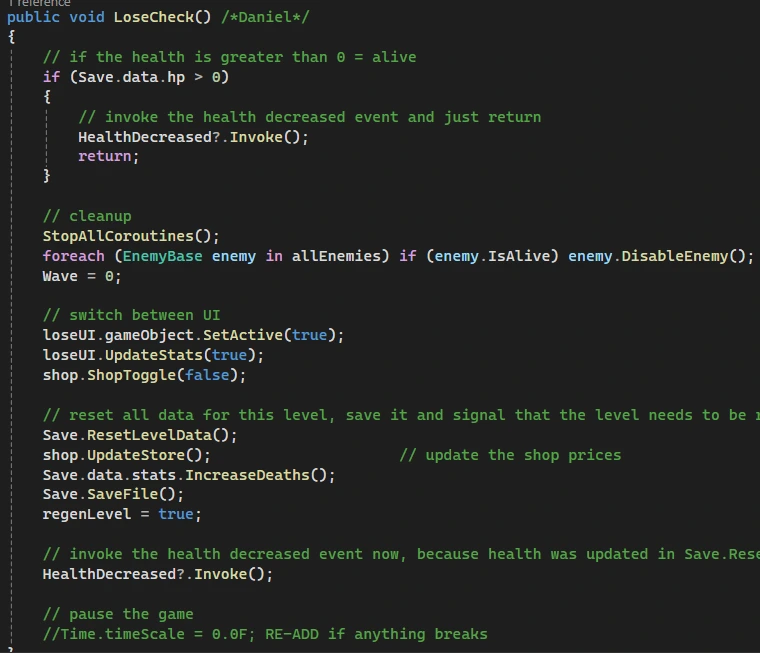 1 reference
public void LoseCheck() /*Daniel*/
{
// if the health is greater than 0 = alive
if (Save.data.hp > 0)
{
// invoke the health decreased event and just return
HealthDecreased?.Invoke();
return;
}
// cleanup
StopAllCoroutines();
foreach (EnemyBase enemy in allEnemies) if (enemy.IsAlive) enemy.DisableEnemy();
Wave = 0;
// switch between UI
loseUI.gameObject.SetActive(true);
loseUI.UpdateStats(true);
shop.ShopToggle(false);
// reset all data for this level, save it and signal that the level needs to be
Save.ResetLevelData();
shop.UpdateStore(); // update the shop prices
Save.data.stats.IncreaseDeaths();
Save.SaveFile();
regenLevel = true;
// invoke the health decreased event now, because health was updated in Save.Rese
HealthDecreased?.Invoke();
// pause the game
//Time.timeScale = 0.0F; RE-ADD if anything breaks
}